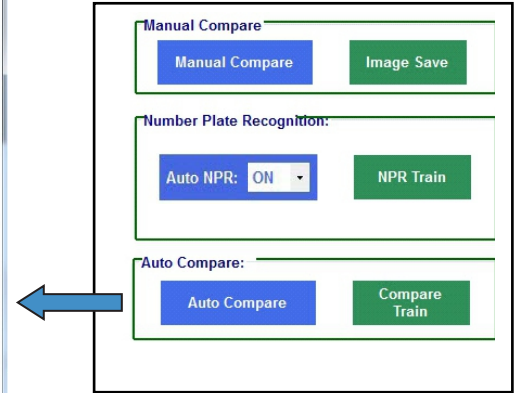 Manual Compare
Manual Compare
Image Save
Number Plate Recognition:
Auto NPR: ON
NPR Train
Auto Compare:
Auto Compare
Compare
Train